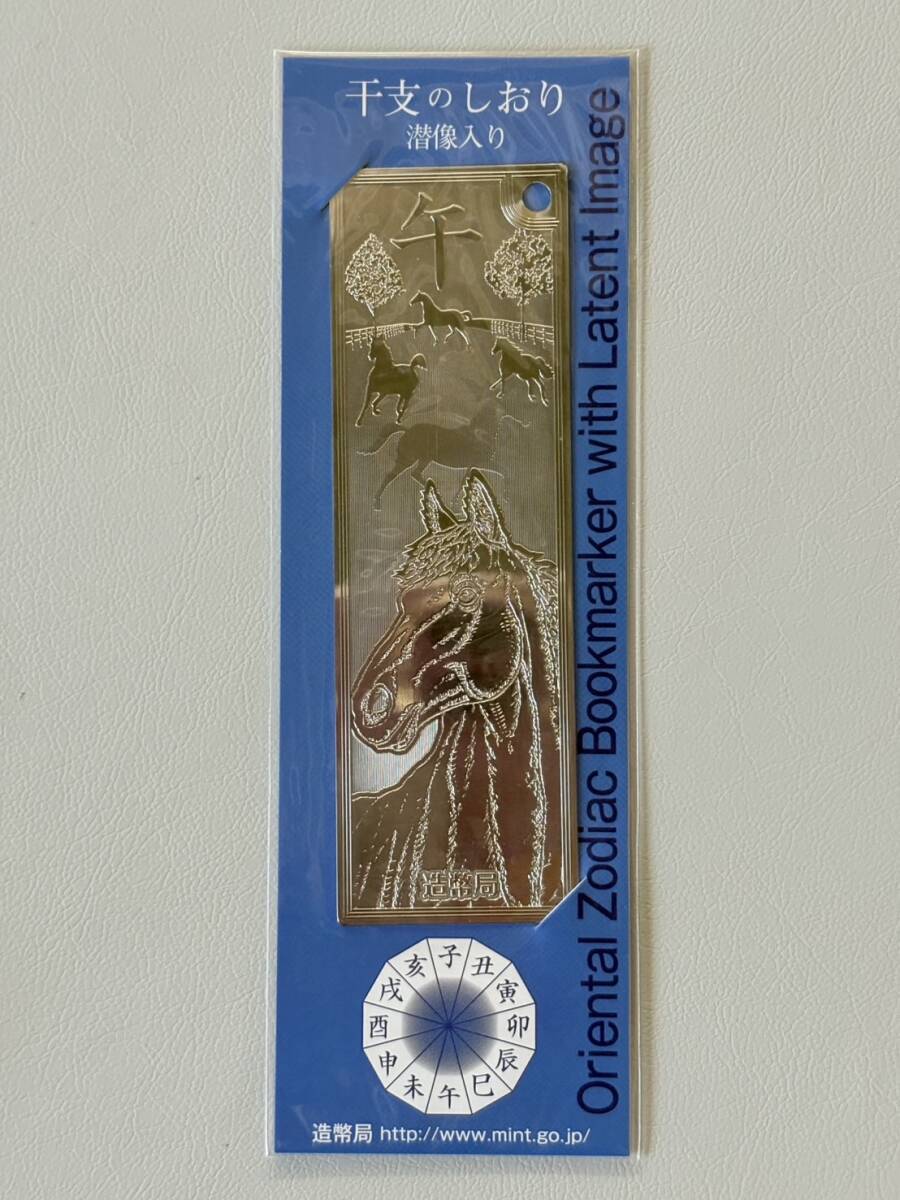 干支のしおり
潜像入り
Oriental Zodiac Bookmarker with Latent Image
午
造幣局
子
丑
寅
卯
辰
巳
午
未
申
酉
戌
亥
造幣局 http://www.mint.go.jp/